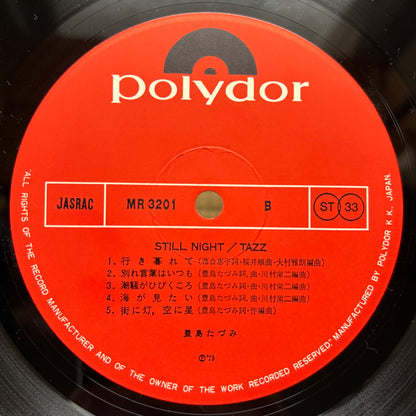 polydor
JASRAC MR 3201 B ST 33
STILL NIGHT／TAZZ
1. 行き暮れて（落合恵子詞・桜井順曲・大村雅朗編曲）
2. 別れ言葉はいつも（豊島たづみ詞、曲・川村栄二編曲）
3. 潮騒がひびくころ（豊島たづみ詞、曲・川村栄二編曲）
4. 海が見たい（豊島たづみ詞、曲・川村栄二編曲）
5. 街に灯，空に星（豊島たづみ詞・作編曲）
豊島たづみ
Ⓟ'79
"ALL RIGHTS OF THE RECORD MANUFACTURER AND OF THE OWNER OF THE WORK RECORDED RESERVED." MANUFACTURED BY POLYDOR K.K. JAPAN.